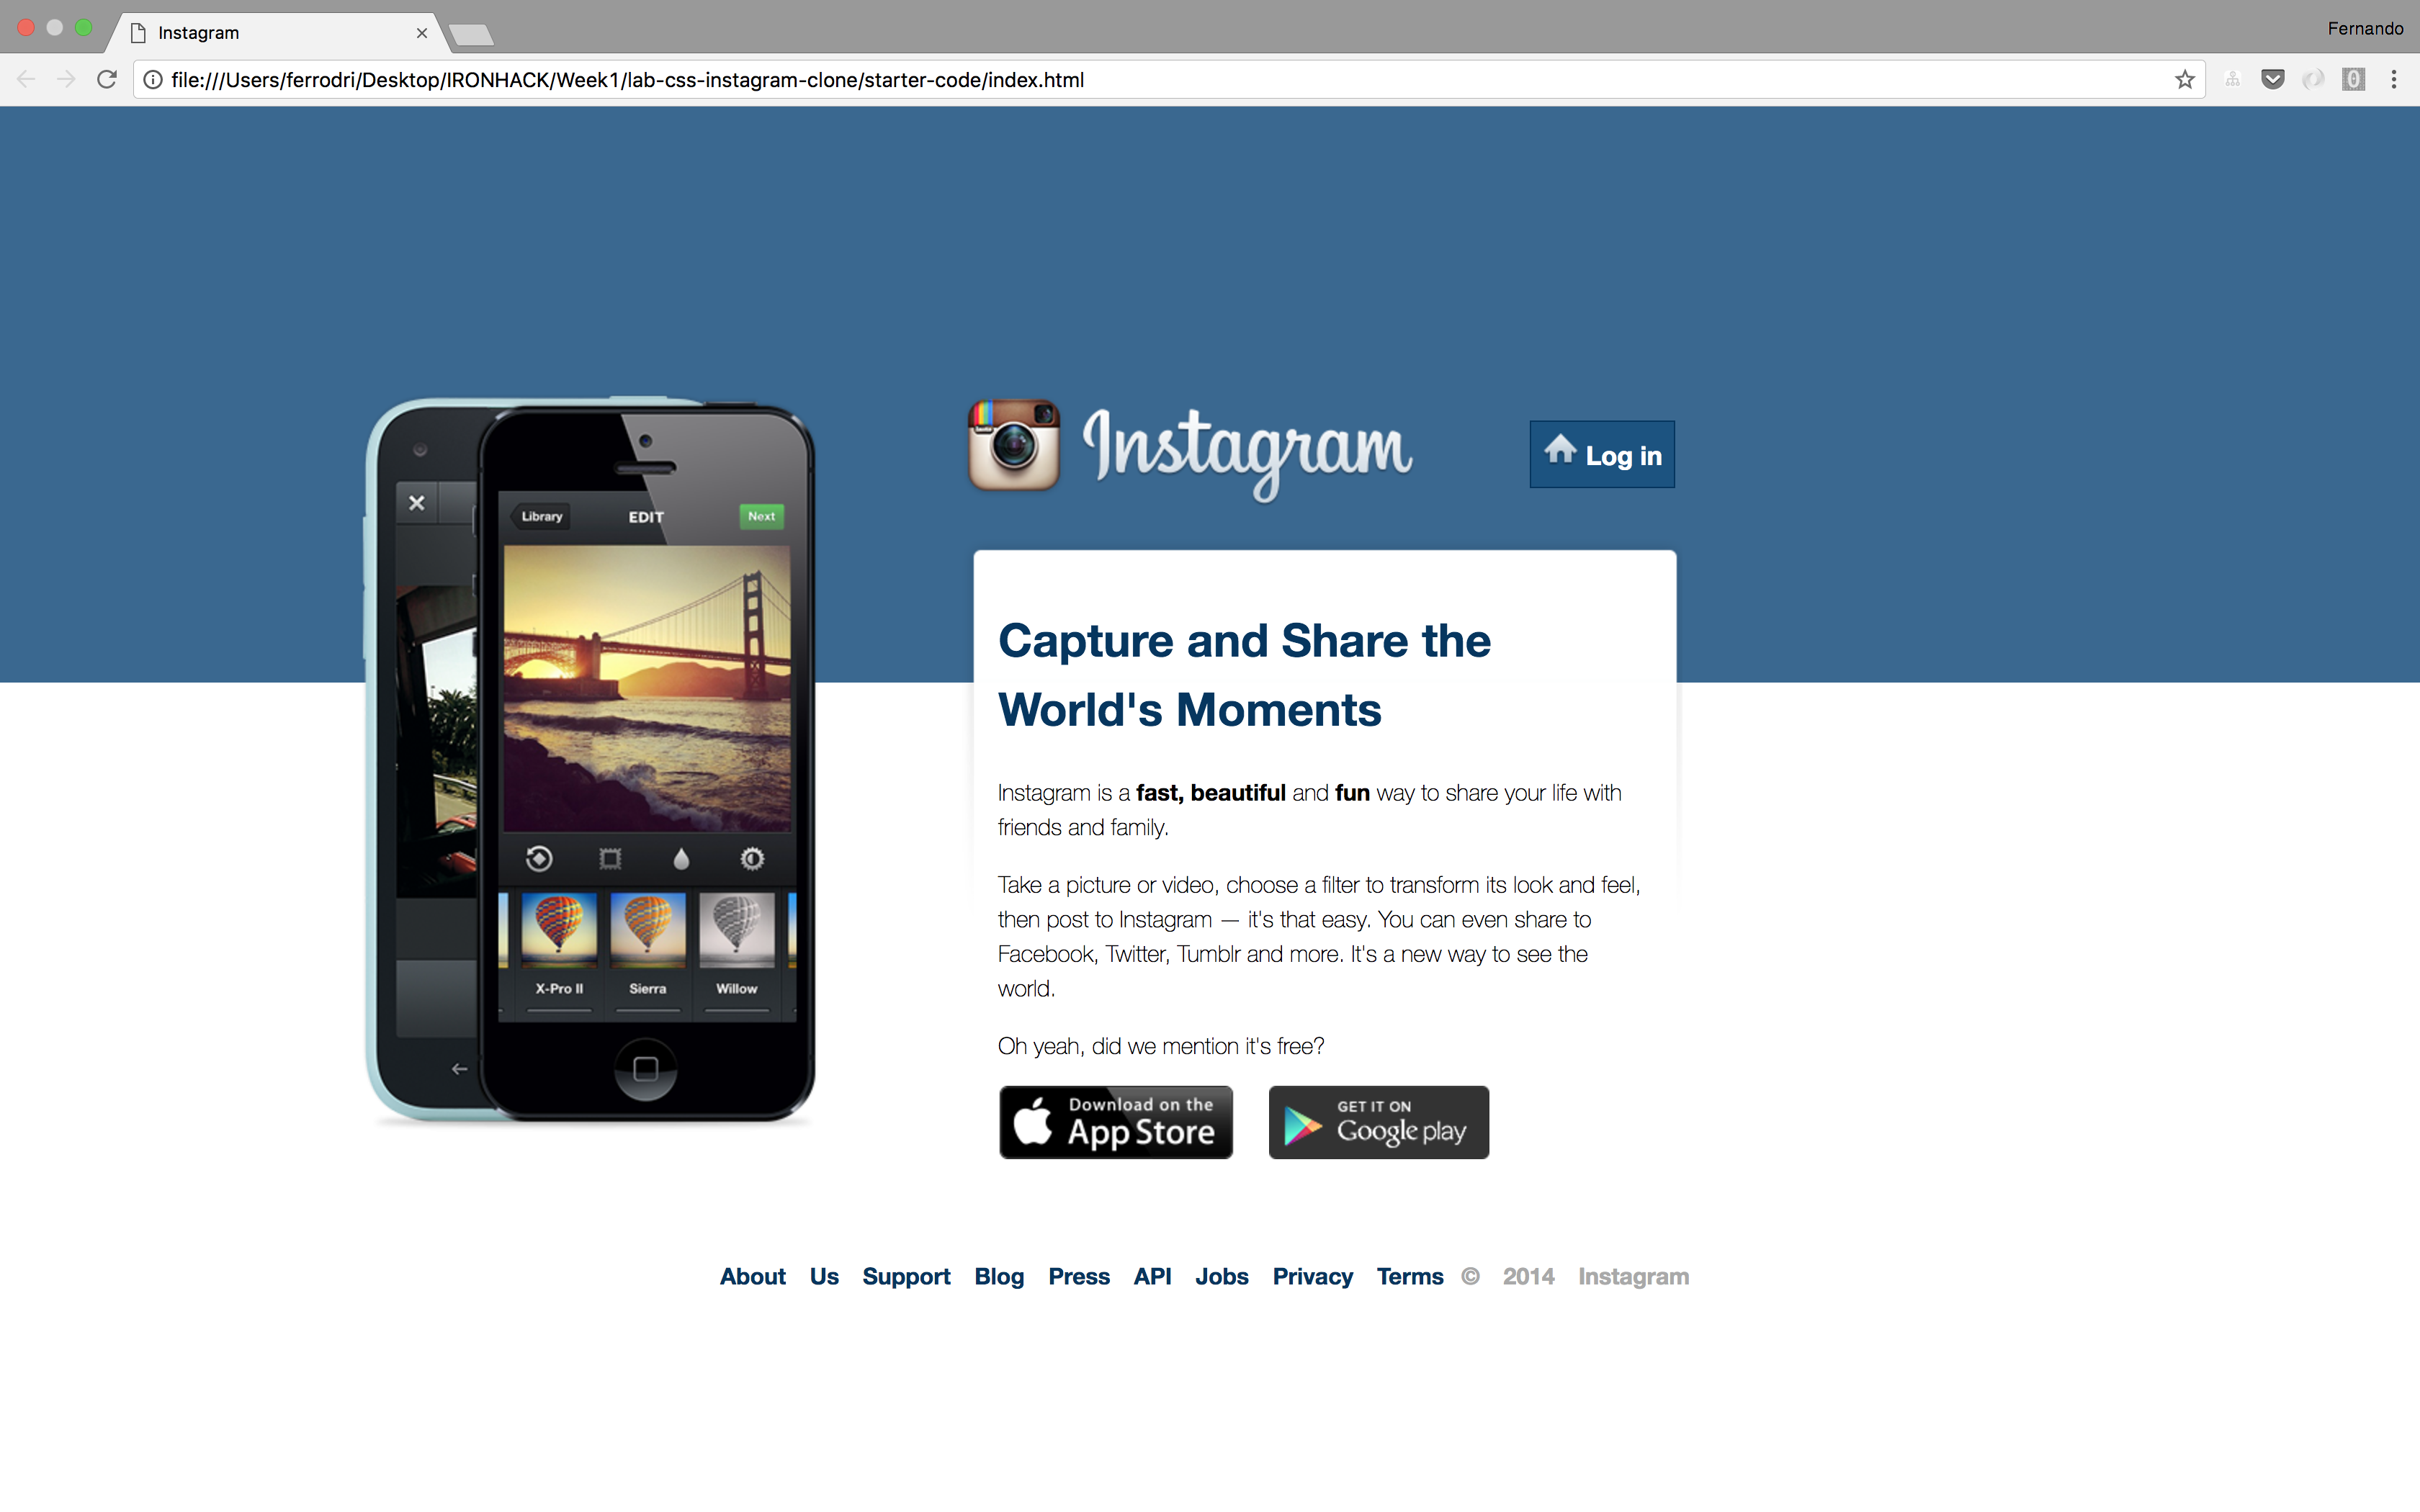 Instagram
Fernando
file:///Users/ferrodri/Desktop/IRONHACK/Week1/lab-css-instagram-clone/starter-code/index.html
Instagram
Log in
Library
EDIT
Next
X-Pro II
Sierra
Willow
Capture and Share the
World's Moments
Instagram is a fast, beautiful and fun way to share your life with
friends and family.
Take a picture or video, choose a filter to transform its look and feel,
then post to Instagram — it's that easy. You can even share to
Facebook, Twitter, Tumblr and more. It's a new way to see the
world.
Oh yeah, did we mention it's free?
Download on the
App Store
GET IT ON
Google play
About Us Support Blog Press API Jobs Privacy Terms © 2014 Instagram